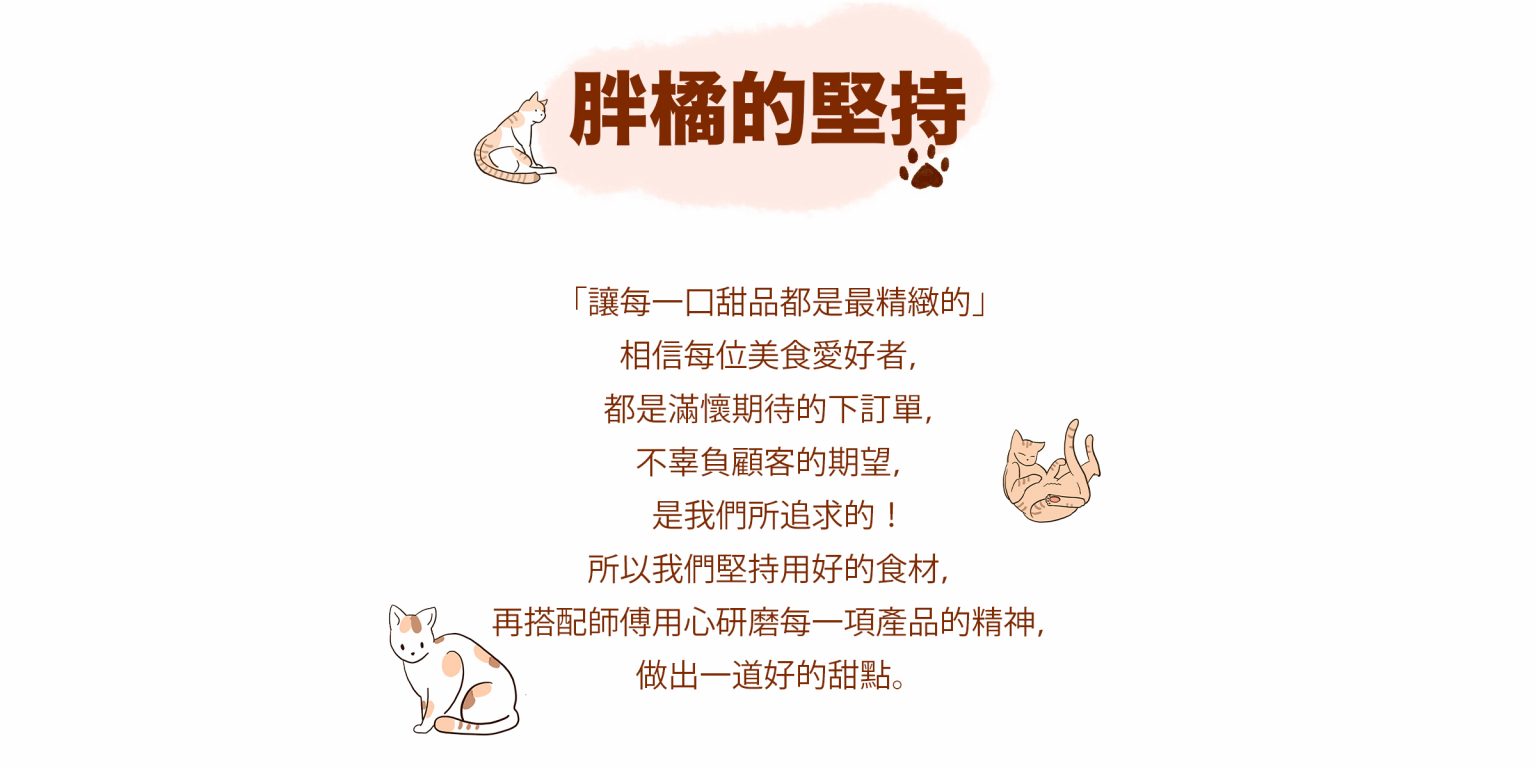 胖橘的堅持
「讓每一口甜品都是最精緻的」
相信每位美食愛好者,
都是滿懷期待的下訂單,
不辜負顧客的期望,
是我們所追求的！
所以我們堅持用好的食材,
再搭配師傅用心研磨每一項產品的精神,
做出一道好的甜點。